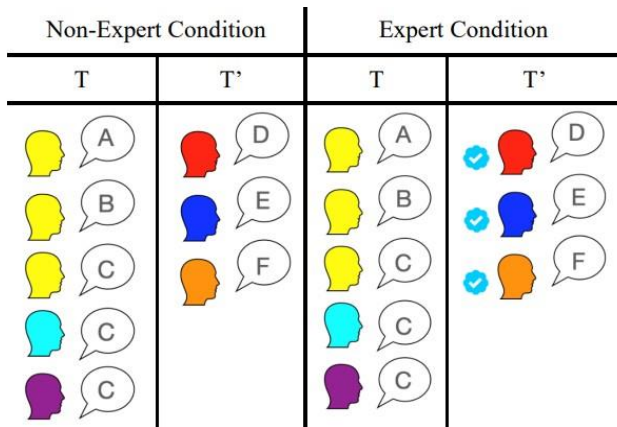 Non-Expert Condition Expert Condition
T T’ T T’
A D A D
B E B E
C F C F
C C
C C